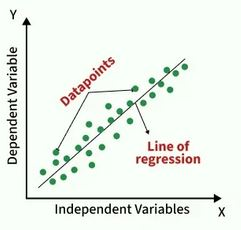 Y
Datapoints
Dependent Variable
Line of
regression
Independent Variables
X